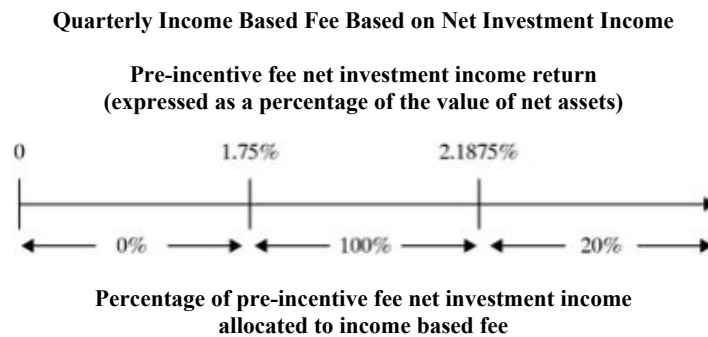 Quarterly Income Based Fee Based on Net Investment Income
Pre-incentive fee net investment income return
(expressed as a percentage of the value of net assets)
0 1.75% 2.1875%
0% 100% 20%
Percentage of pre-incentive fee net investment income
allocated to income based fee